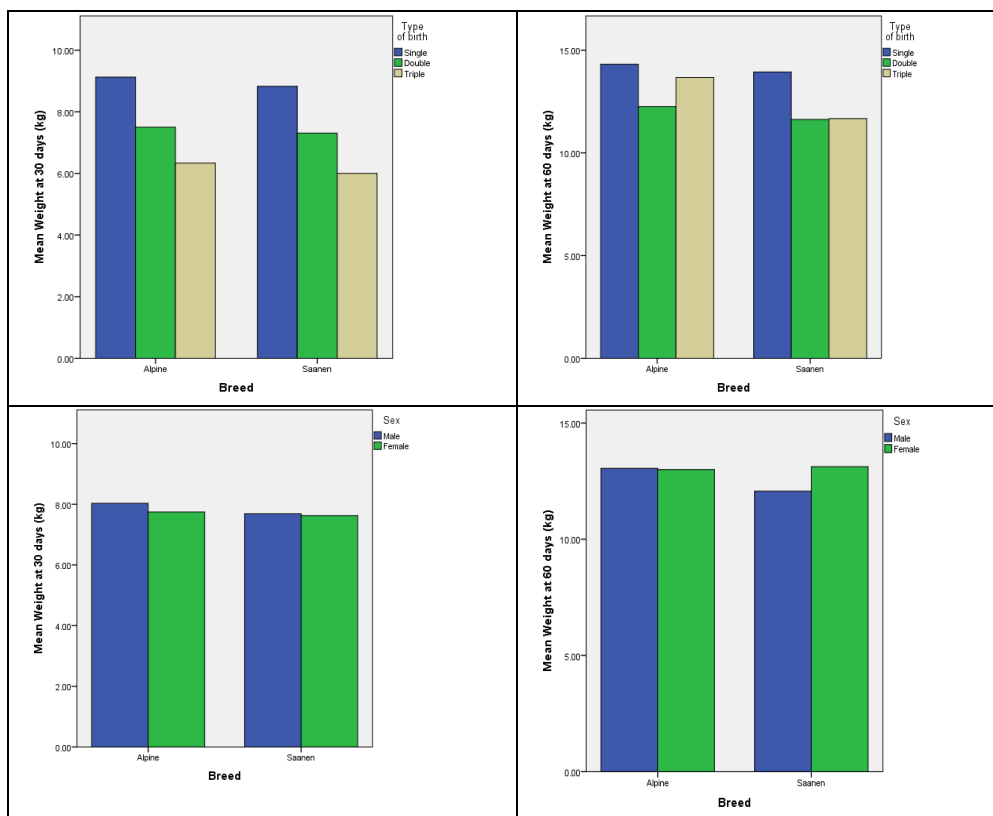 Type
of birth
Single
Double
Triple
10.00
8.00
6.00
4.00
2.00
0.00
Mean Weight at 30 days (kg)
Alpine Saanen
Breed
Type
of birth
Single
Double
Triple
15.00
10.00
5.00
0.00
Mean Weight at 60 days (kg)
Alpine Saanen
Breed
Sex
Male
Female
10.00
8.00
6.00
4.00
2.00
0.00
Mean Weight at 30 days (kg)
Alpine Saanen
Breed
Sex
Male
Female
15.00
10.00
5.00
0.00
Mean Weight at 60 days (kg)
Alpine Saanen
Breed